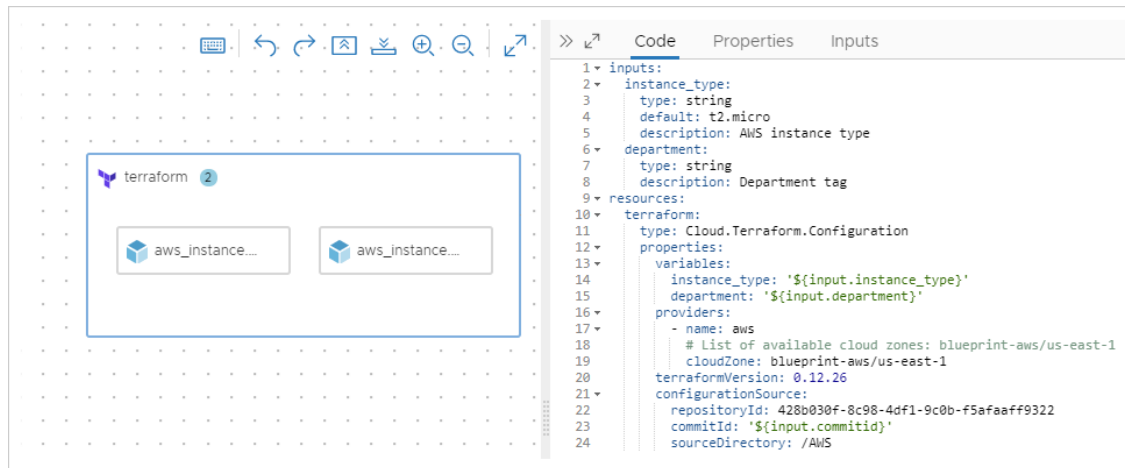 Code Properties Inputs
terraform 2
aws_instance.... aws_instance....
1 inputs:
2 instance_type:
3 type: string
4 default: t2.micro
5 description: AWS instance type
6 department:
7 type: string
8 description: Department tag
9 resources:
10 terraform:
11 type: Cloud.Terraform.Configuration
12 properties:
13 variables:
14 instance_type: '${input.instance_type}'
15 department: '${input.department}'
16 providers:
17 - name: aws
18 # List of available cloud zones: blueprint-aws/us-east-1
19 cloudZone: blueprint-aws/us-east-1
20 terraformVersion: 0.12.26
21 configurationSource:
22 repositoryId: 428b030f-8c98-4df1-9c0b-f5afaaff9322
23 commitId: '${input.commitid}'
24 sourceDirectory: /AWS